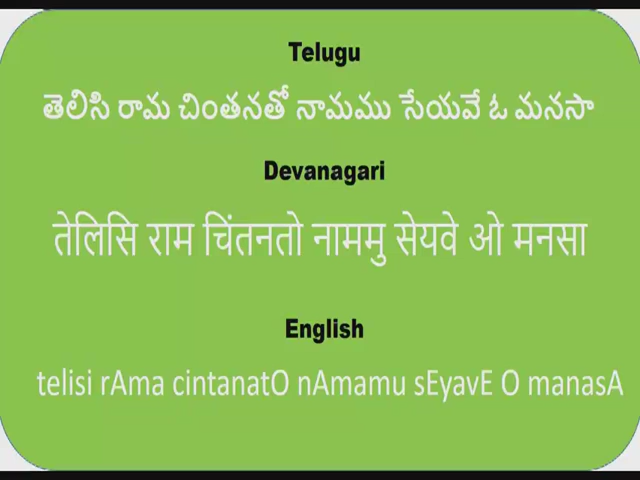 Telugu
తెలిసి రామ చింతనతో నామము సేయవే ఓ మనసా
Devanagari
तेलिसि राम चिंतनतो नाममु सेयवे ओ मनसा
English
telisi rAma cintanatO nAmamu sEyavE O manasA